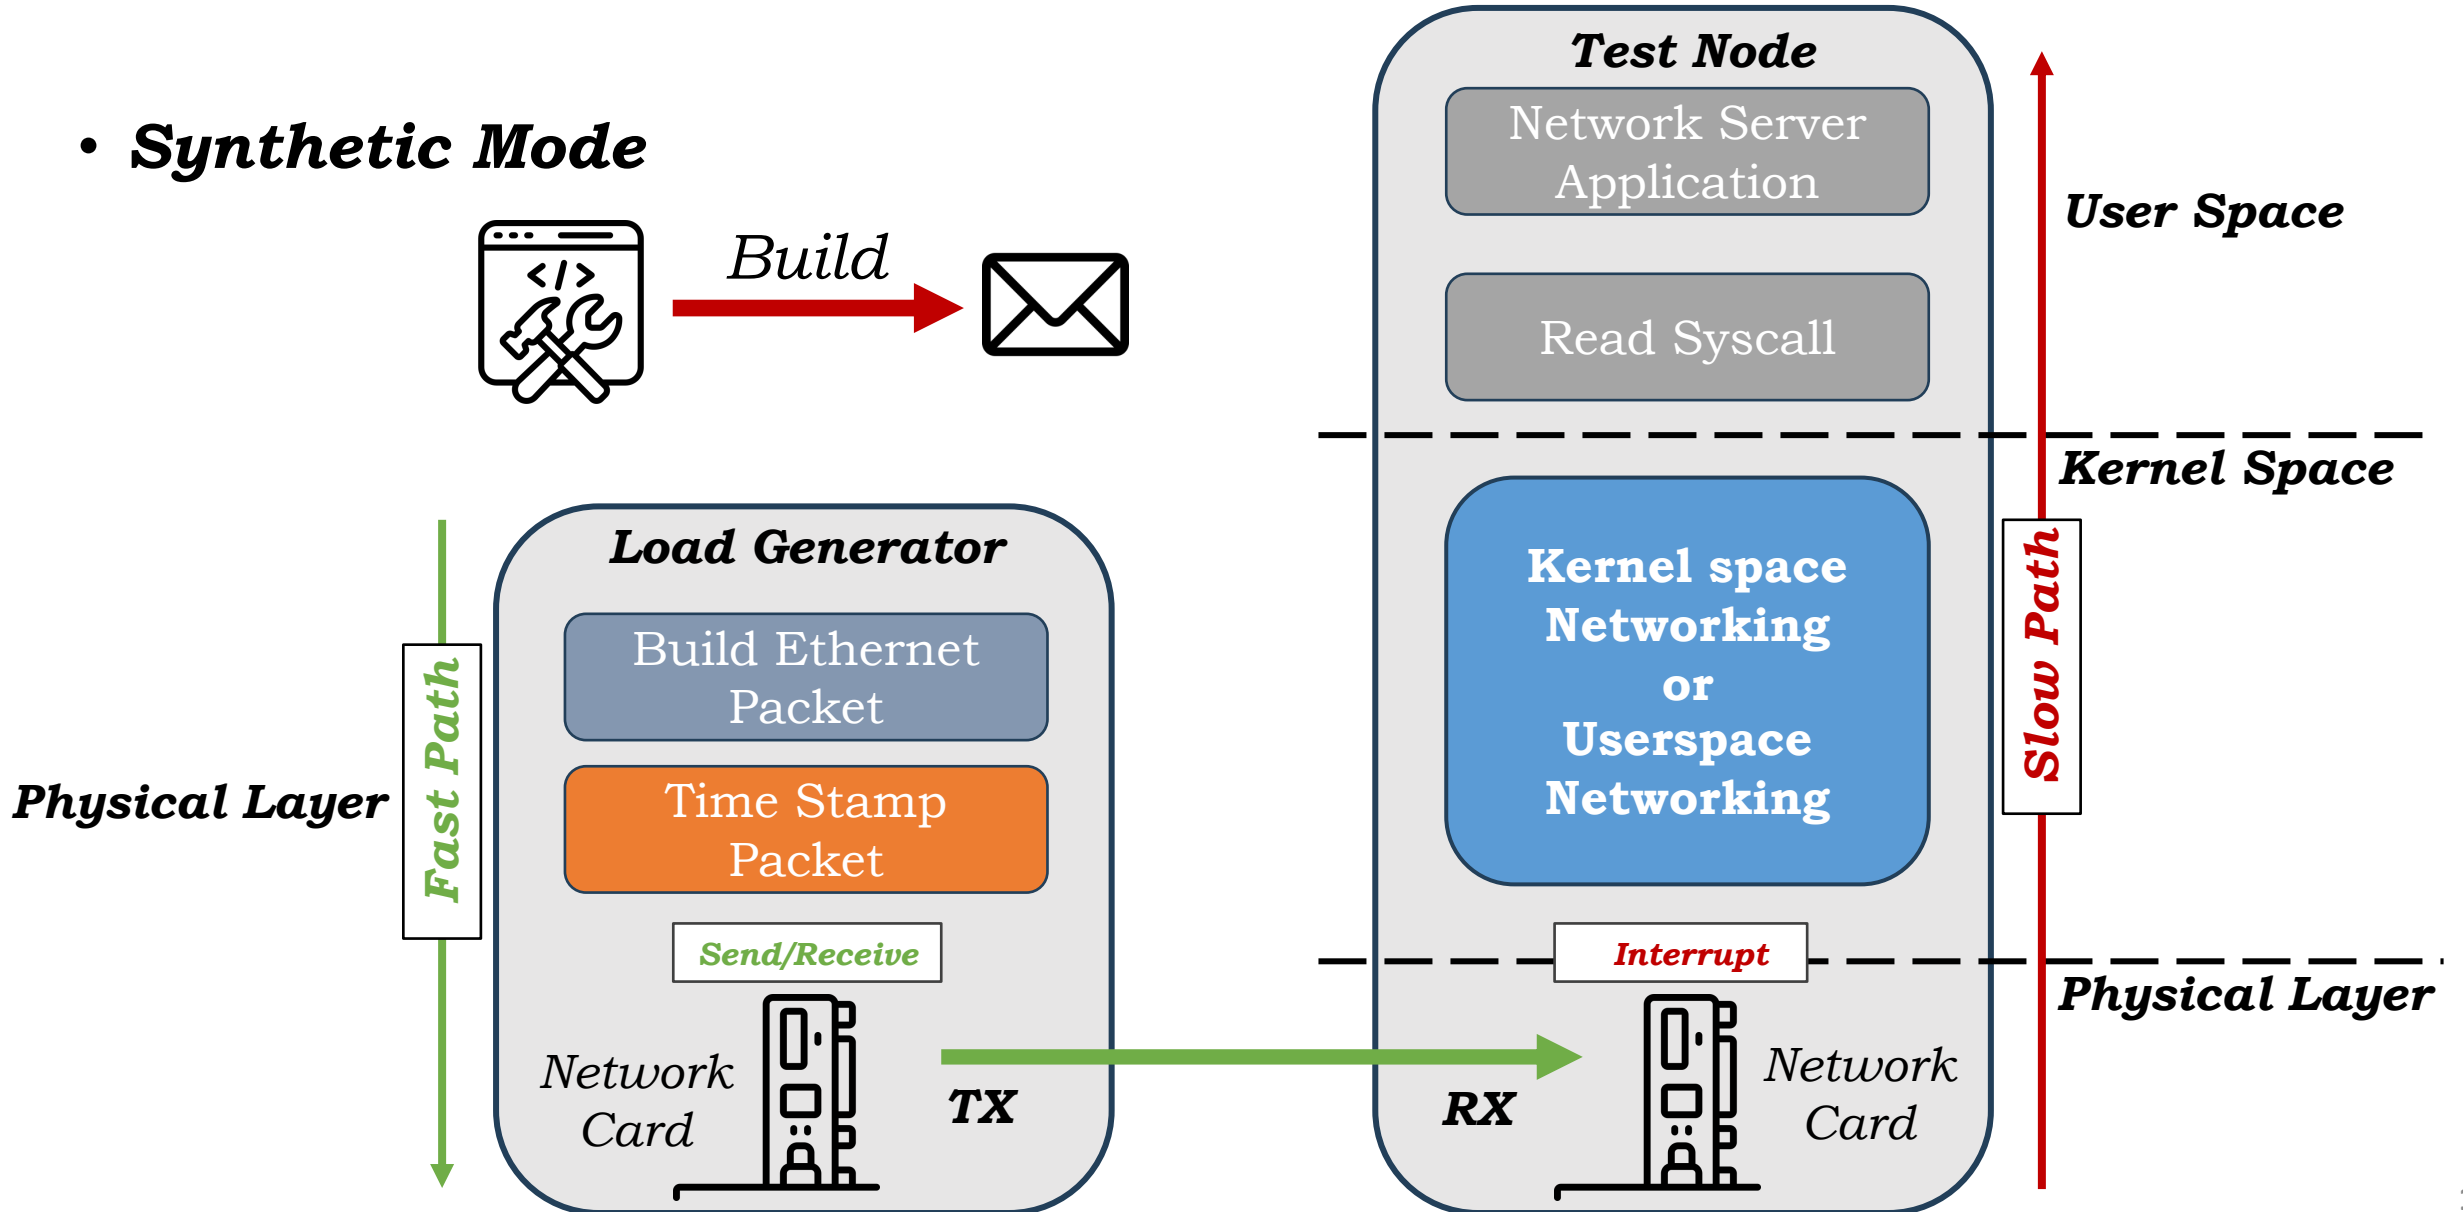 • Synthetic Mode
Build
Load Generator
Build Ethernet
Packet
Time Stamp
Packet
Send/Receive
Network
Card
TX
Fast Path
Physical Layer
Test Node
Network Server
Application
Read Syscall
Kernel space
Networking
or
Userspace
Networking
Interrupt
RX
Network
Card
User Space
Kernel Space
Slow Path
Physical Layer